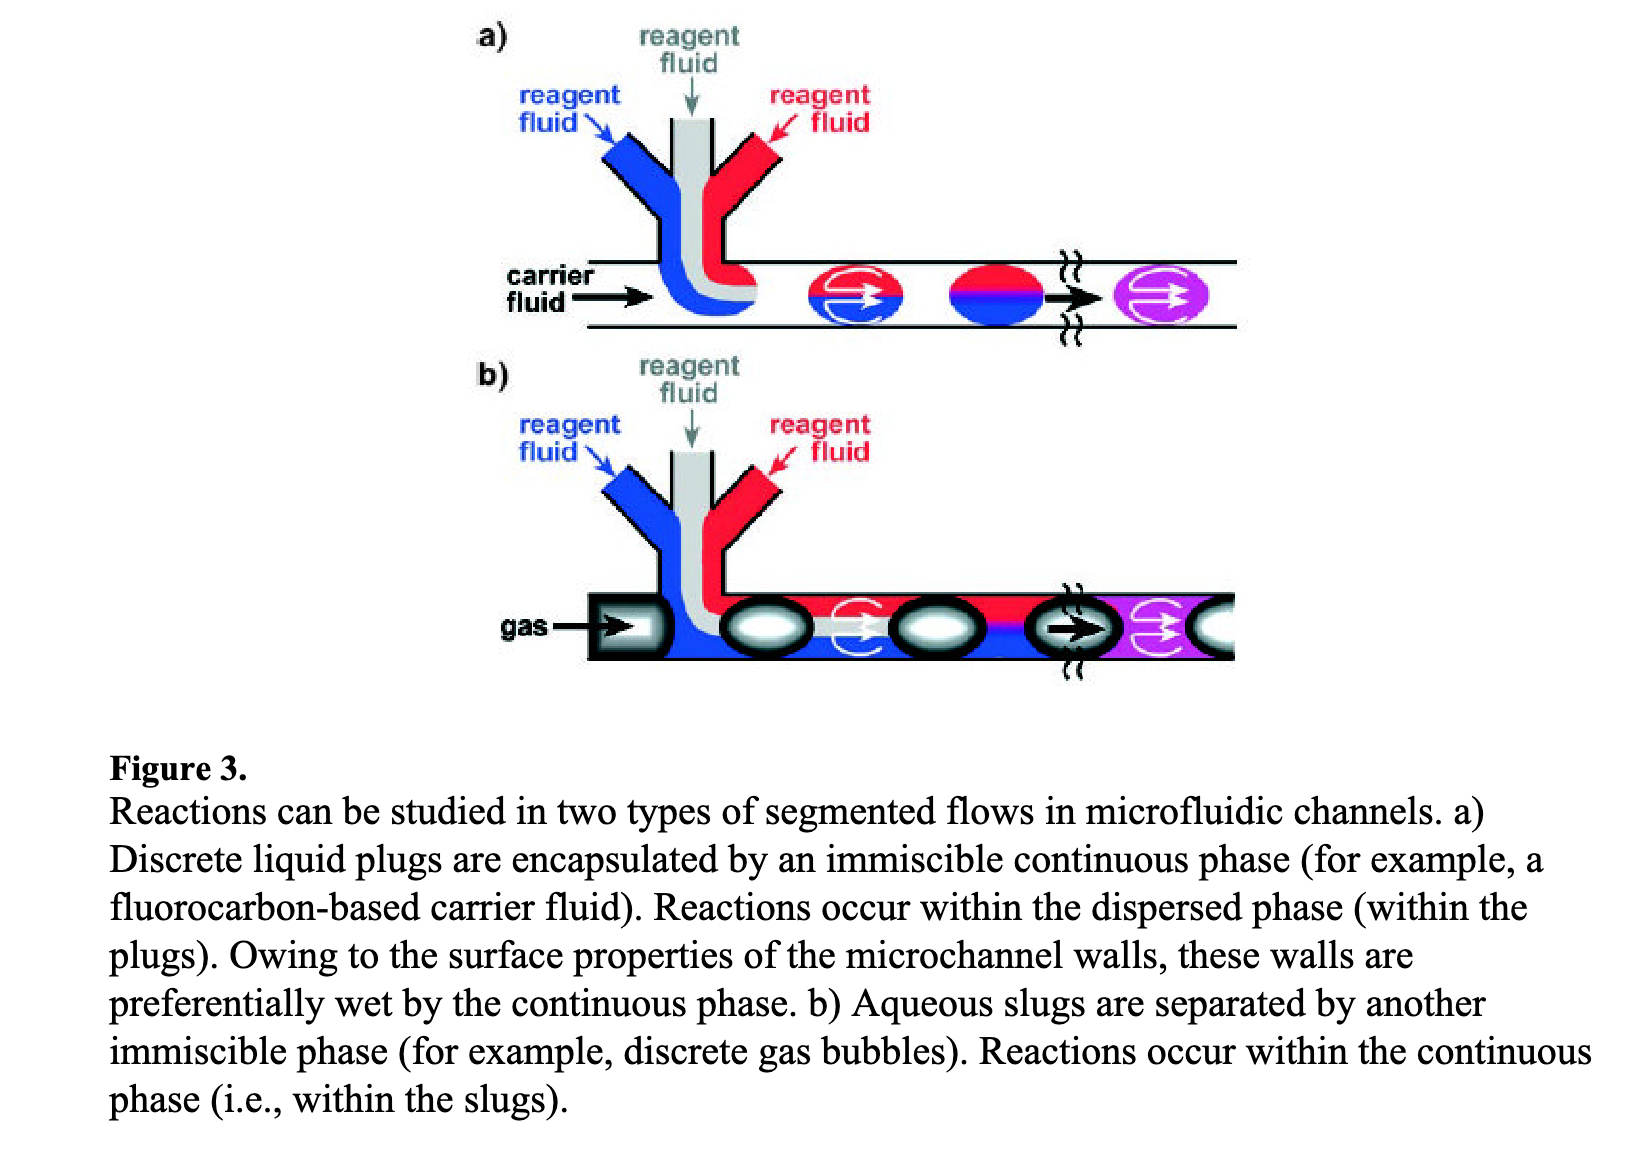 a)
reagent
fluid
reagent
fluid
reagent
fluid
carrier
fluid
b)
reagent
fluid
reagent
fluid
reagent
fluid
gas
Figure 3.
Reactions can be studied in two types of segmented flows in microfluidic channels. a)
Discrete liquid plugs are encapsulated by an immiscible continuous phase (for example, a
fluorocarbon-based carrier fluid). Reactions occur within the dispersed phase (within the
plugs). Owing to the surface properties of the microchannel walls, these walls are
preferentially wet by the continuous phase. b) Aqueous slugs are separated by another
immiscible phase (for example, discrete gas bubbles). Reactions occur within the continuous
phase (i.e., within the slugs).